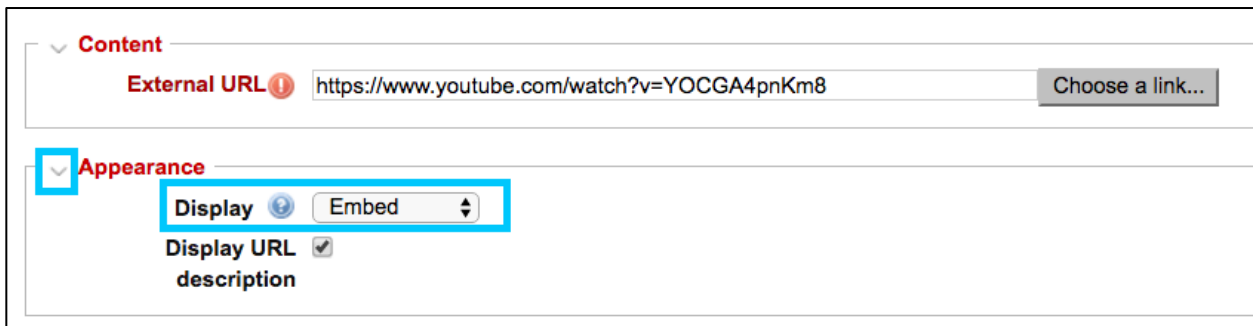 Content
External URL https://www.youtube.com/watch?v=YOCGA4pnKm8 Choose a link...
Appearance
Display Embed
Display URL
description